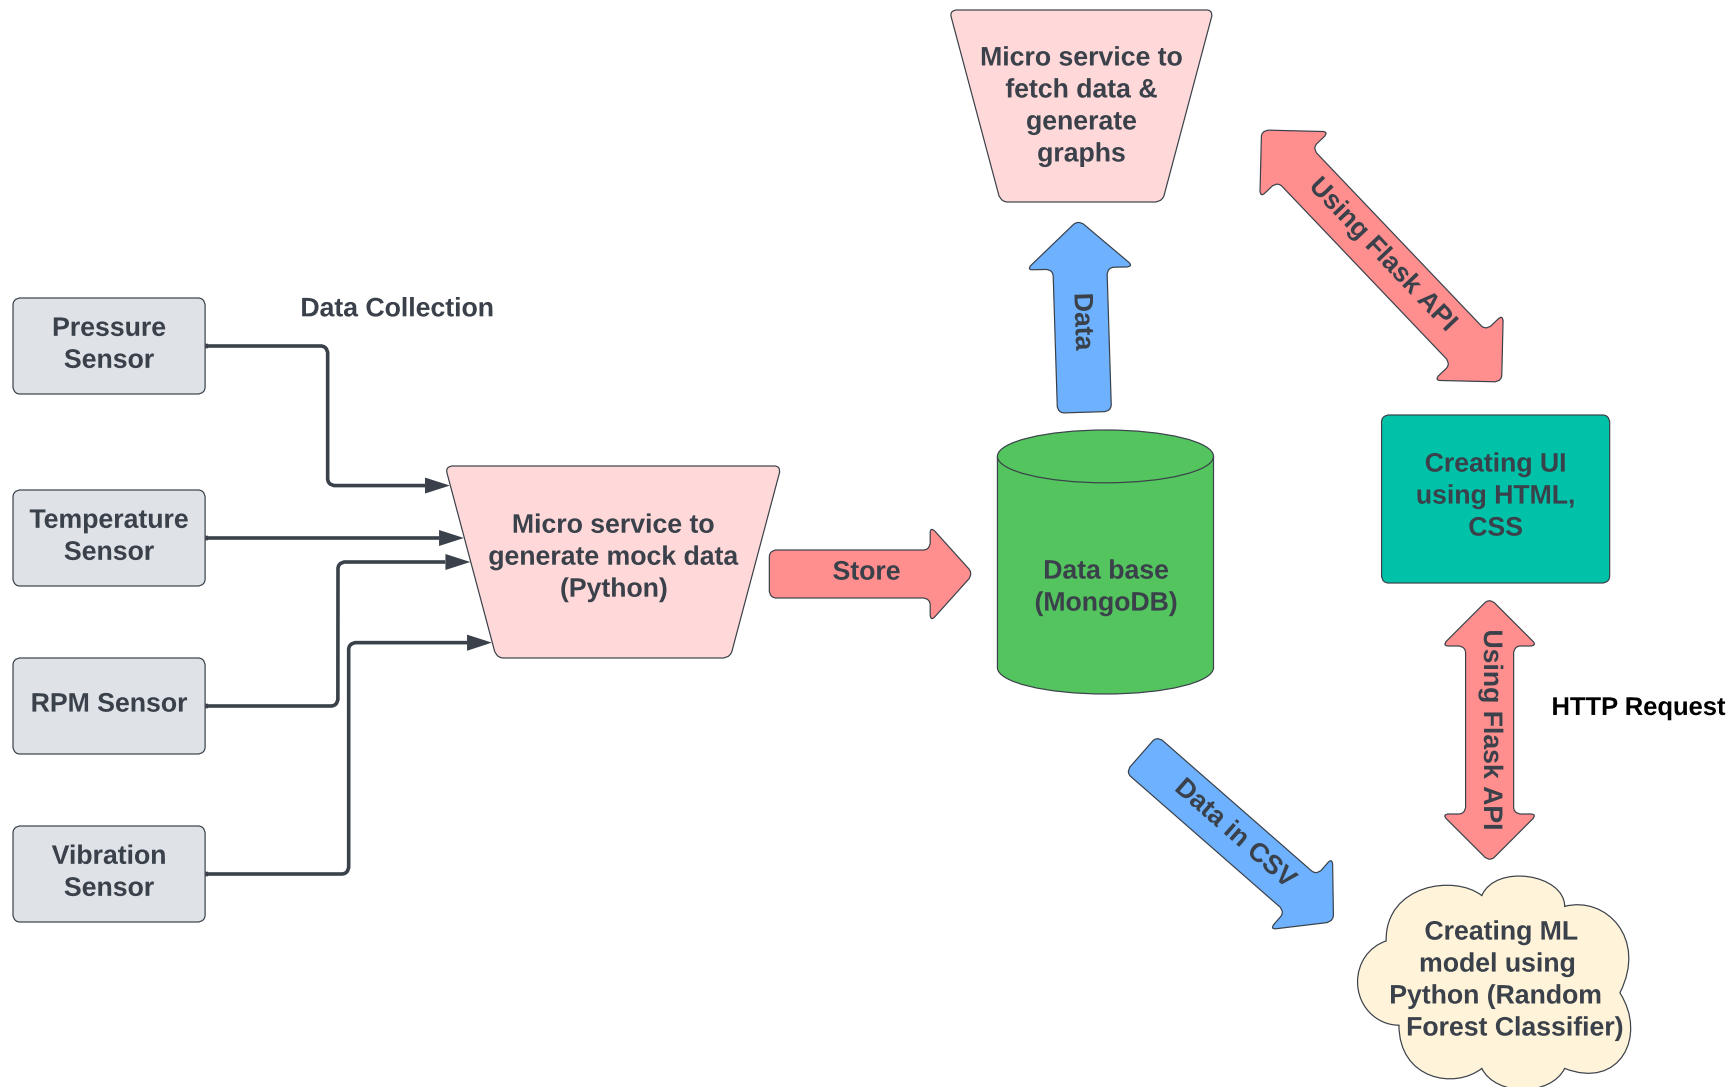 Micro service to
fetch data &
generate
graphs
Using Flask API
Data
Data Collection
Pressure
Sensor
Temperature
Sensor
RPM Sensor
Vibration
Sensor
Micro service to
generate mock data
(Python)
Store
Data base
(MongoDB)
Creating UI
using HTML,
CSS
Using Flask API
HTTP Request
Data in CSV
Creating ML
model using
Python (Random
Forest Classifier)